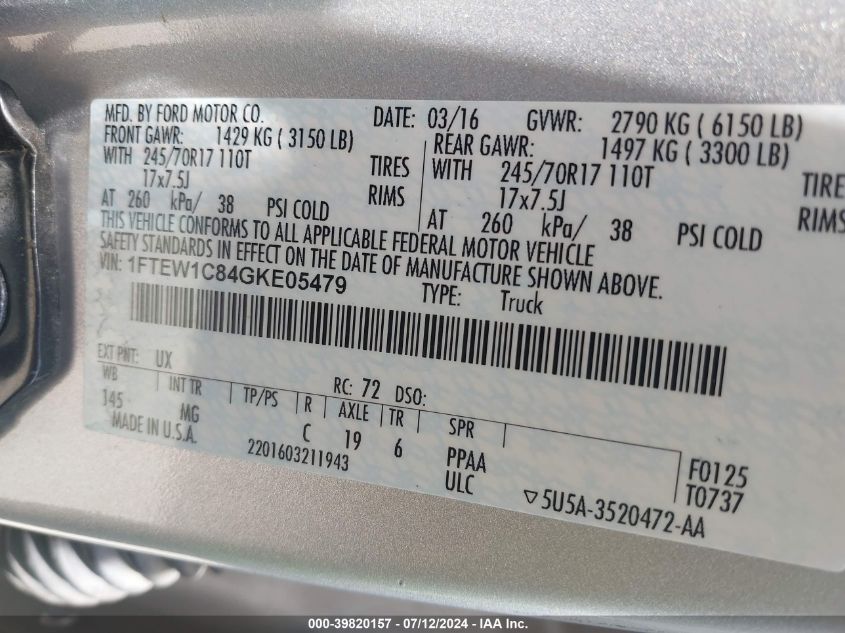 MFD. BY FORD MOTOR CO. DATE: 03/16 GVWR: 2790 KG ( 6150 LB)
FRONT GAWR: 1429 KG ( 3150 LB) REAR GAWR: 1497 KG ( 3300 LB)
WITH 245/70R17 110T TIRES WITH 245/70R17 110T TIRE
17x7.5J RIMS 17x7.5J RIMS
AT 260 kPa/ 38 PSI COLD AT 260 kPa/ 38 PSI COLD
THIS VEHICLE CONFORMS TO ALL APPLICABLE FEDERAL MOTOR VEHICLE
SAFETY STANDARDS IN EFFECT ON THE DATE OF MANUFACTURE SHOWN ABOVE.
VIN: 1FTEW1C84GKE05479 TYPE: Truck
EXT PNT: UX RC: 72 DSO:
WB INT TR TP/PS R AXLE TR SPR
145 MG C 19 6 PPAA F0125
MADE IN U.S.A. 2201603211943 ULC T0737
▽5U5A-3520472-AA
000-39820157 - 07/12/2024 - IAA Inc.